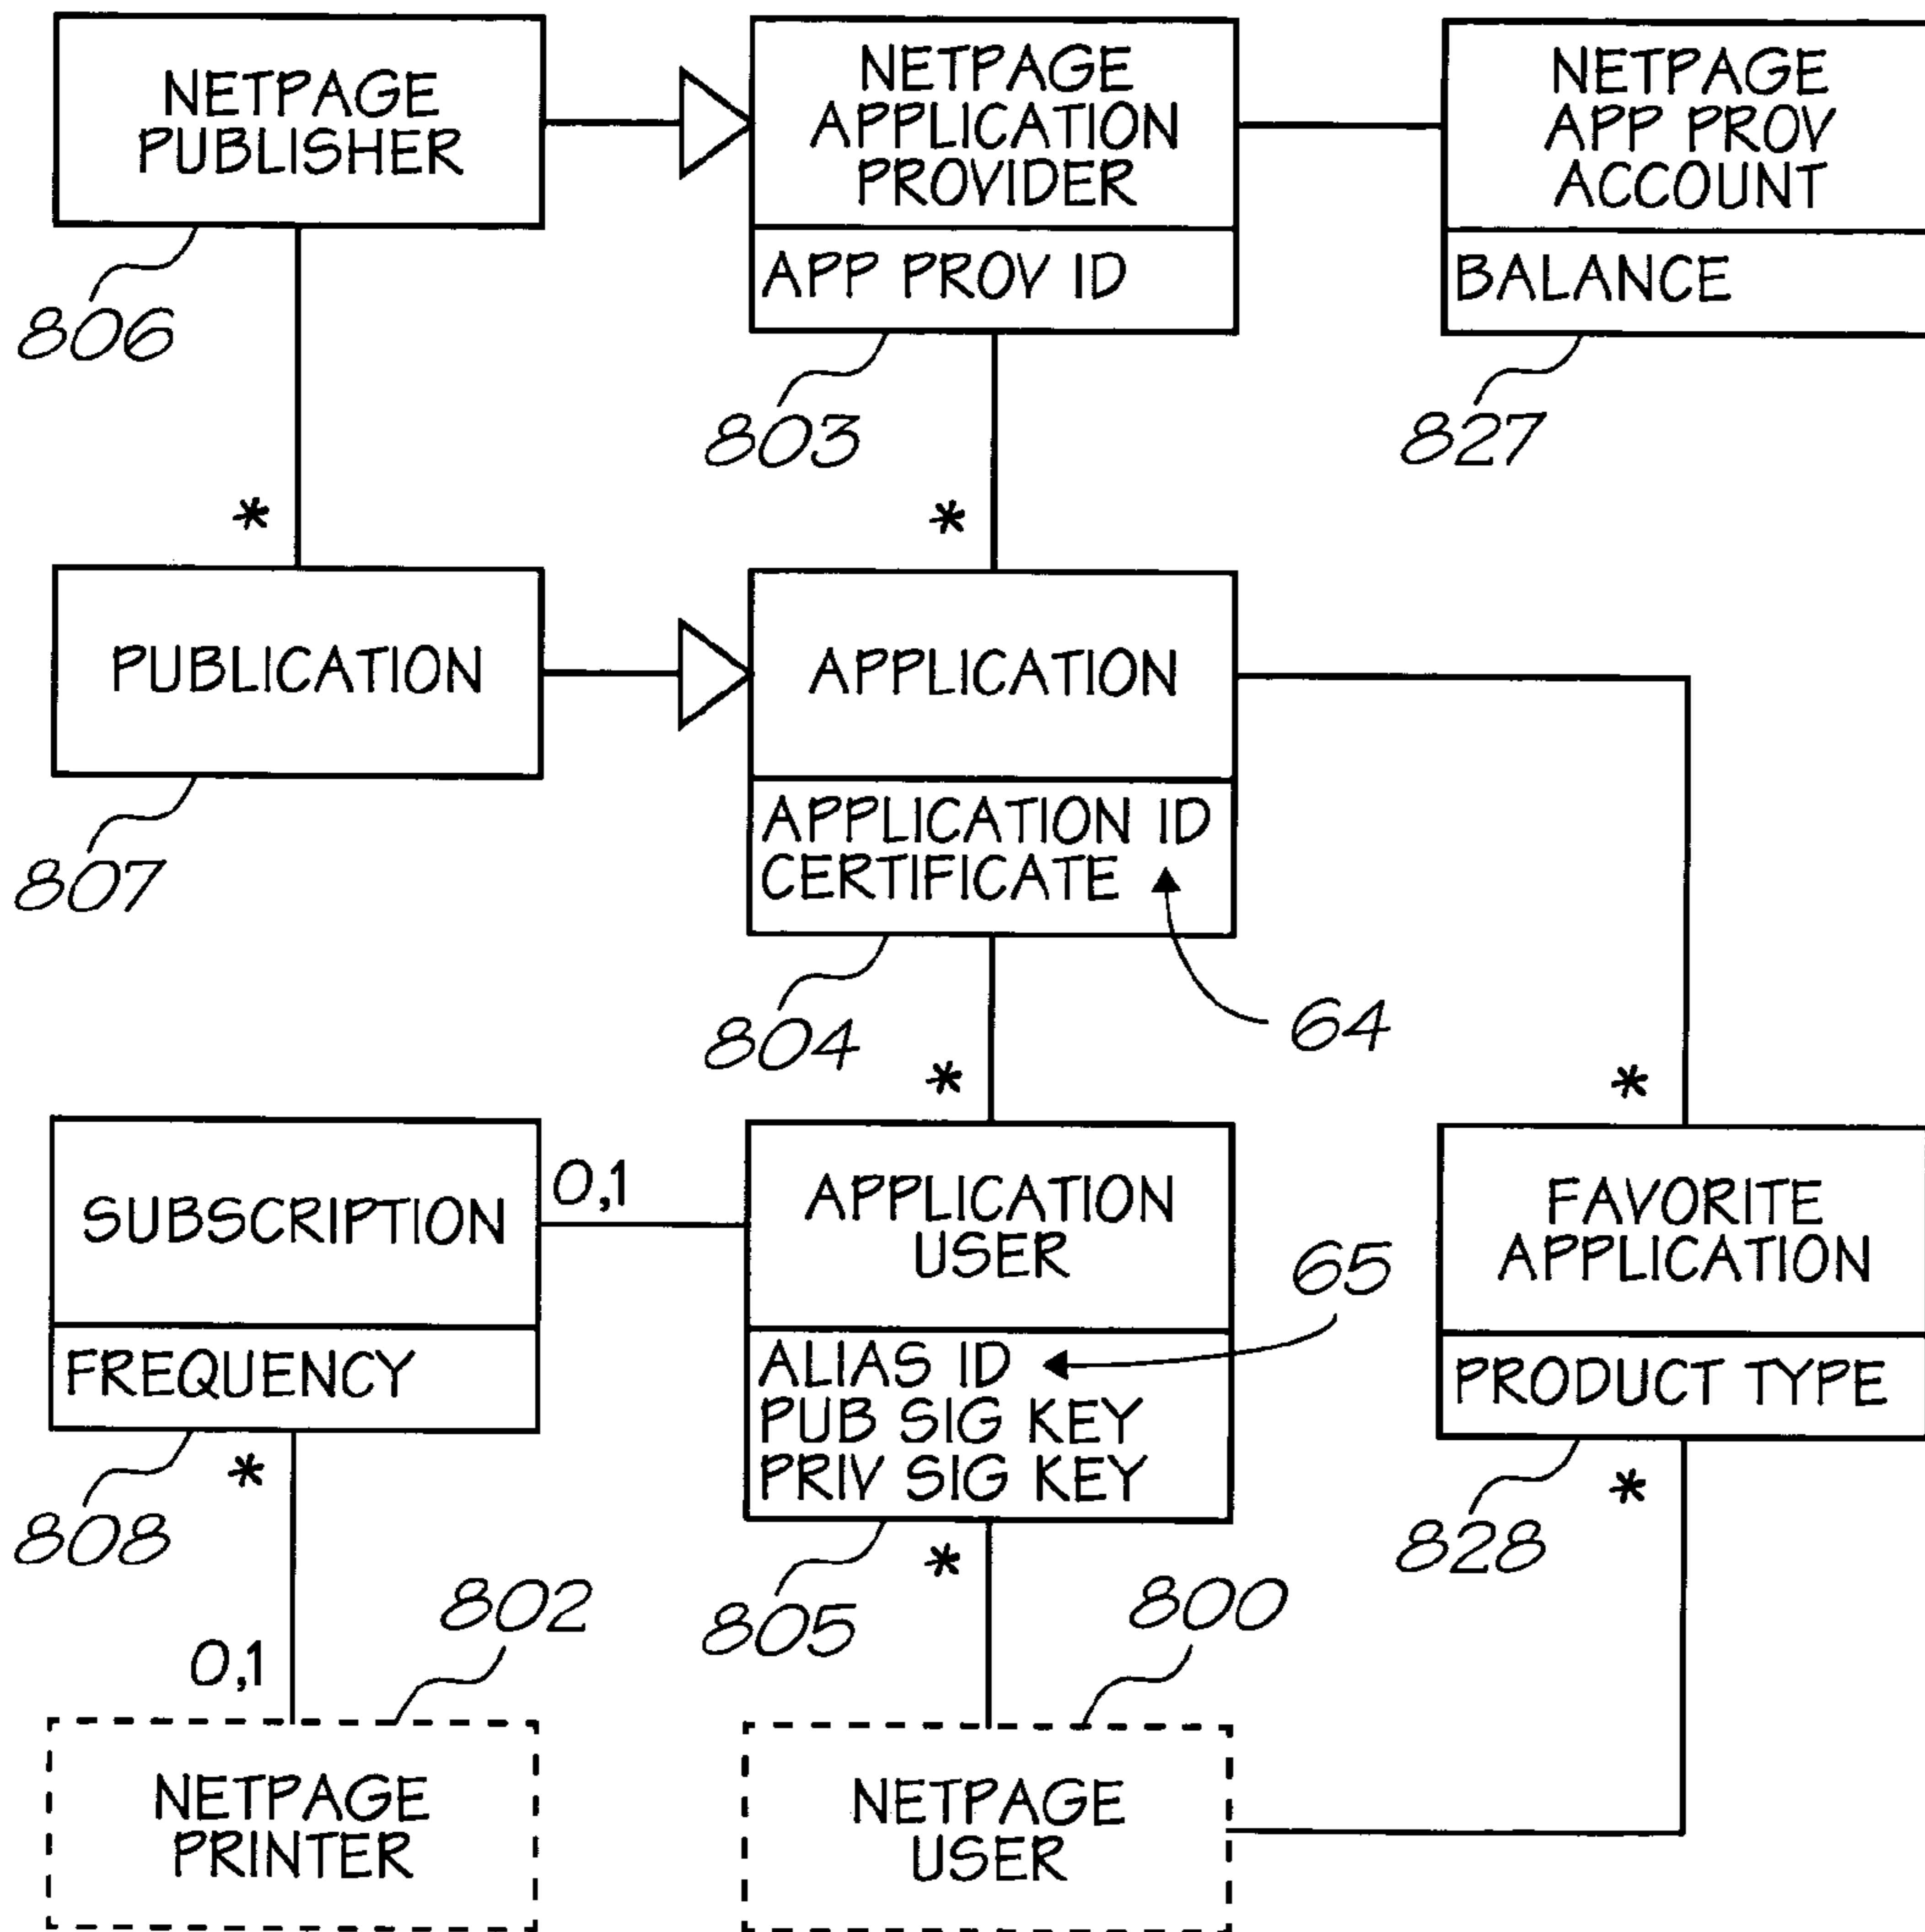 NETPAGE
PUBLISHER
806
NETPAGE
APPLICATION
PROVIDER
APP PROV ID
803
NETPAGE
APP PROV
ACCOUNT
BALANCE
827
*
*
PUBLICATION
807
APPLICATION
APPLICATION ID
CERTIFICATE
64
804
*
*
SUBSCRIPTION
FREQUENCY
808
0,1
APPLICATION
USER
ALIAS ID
PUB SIG KEY
PRIV SIG KEY
65
805
FAVORITE
APPLICATION
PRODUCT TYPE
828
*
*
*
0,1
802
800
NETPAGE
PRINTER
NETPAGE
USER